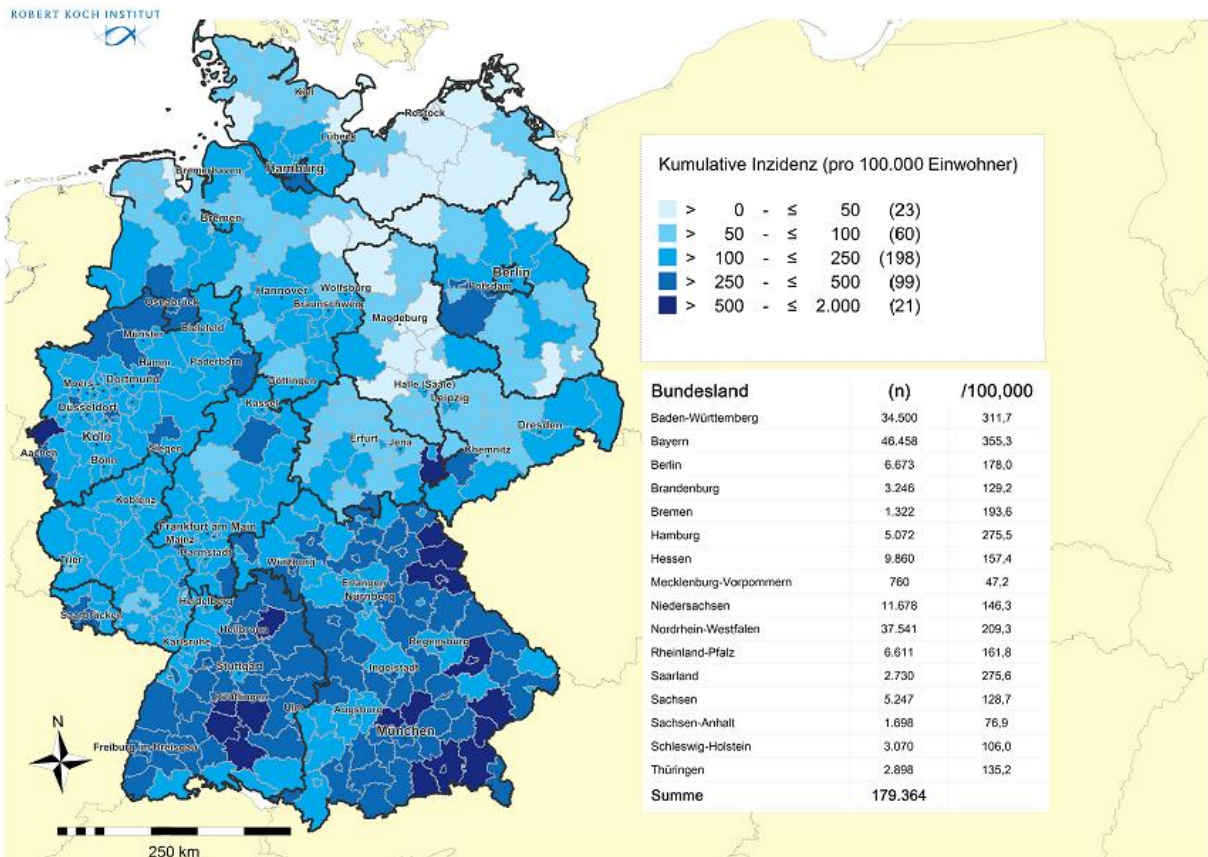 ROBERT KOCH INSTITUT
Kiel
Rostock
Lübeck
Bremerhaven
Hamburg
Bremen
Berlin
Wolfsburg
Potsdam
Hannover
Braunschweig
Osnabrück
Magdeburg
Bielefeld
Münster
Hamm
Paderborn
Moers
Dortmund
Göttingen
Halle (Saale)
Düsseldorf
Kassel
Leipzig
Köln
Dresden
Erfurt
Jena
Aachen
Siegen
Chemnitz
Bonn
Koblenz
Frankfurt am Main
Mainz
Trier
Darmstadt
Würzburg
Erlangen
Nürnberg
Heidelberg
Saarbrücken
Heilbronn
Karlsruhe
Regensburg
Stuttgart
Ingolstadt
Reutlingen
Ulm
Augsburg
München
Freiburg im Breisgau
N
250 km
Kumulative Inzidenz (pro 100.000 Einwohner)
> 0 - ≤ 50 (23)
> 50 - ≤ 100 (60)
> 100 - ≤ 250 (198)
> 250 - ≤ 500 (99)
> 500 - ≤ 2.000 (21)
Bundesland (n) /100,000
Baden-Württemberg 34.500 311,7
Bayern 46.458 355,3
Berlin 6.673 178,0
Brandenburg 3.246 129,2
Bremen 1.322 193,6
Hamburg 5.072 275,5
Hessen 9.860 157,4
Mecklenburg-Vorpommern 760 47,2
Niedersachsen 11.678 146,3
Nordrhein-Westfalen 37.541 209,3
Rheinland-Pfalz 6.611 161,8
Saarland 2.730 275,6
Sachsen 5.247 128,7
Sachsen-Anhalt 1.698 76,9
Schleswig-Holstein 3.070 106,0
Thüringen 2.898 135,2
Summe 179.364